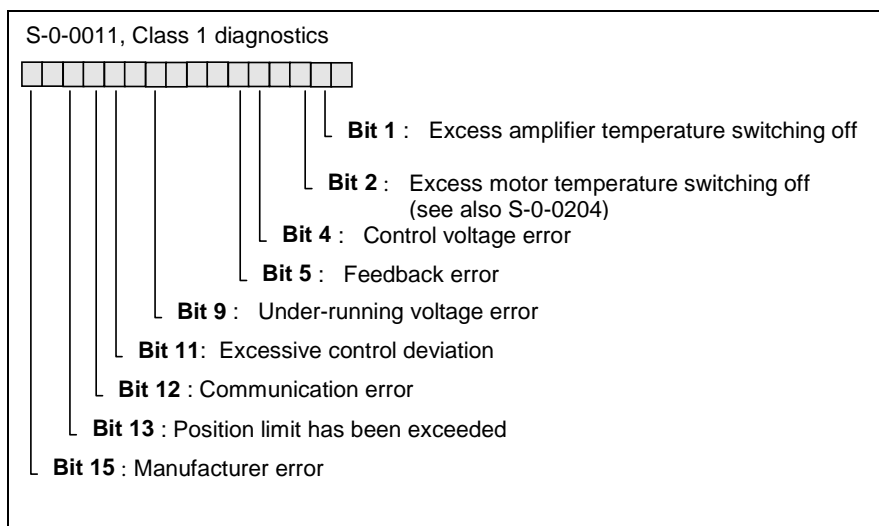 S-0-0011, Class 1 diagnostics
Bit 1 : Excess amplifier temperature switching off
Bit 2 : Excess motor temperature switching off
(see also S-0-0204)
Bit 4 : Control voltage error
Bit 5 : Feedback error
Bit 9 : Under-running voltage error
Bit 11: Excessive control deviation
Bit 12 : Communication error
Bit 13 : Position limit has been exceeded
Bit 15 : Manufacturer error